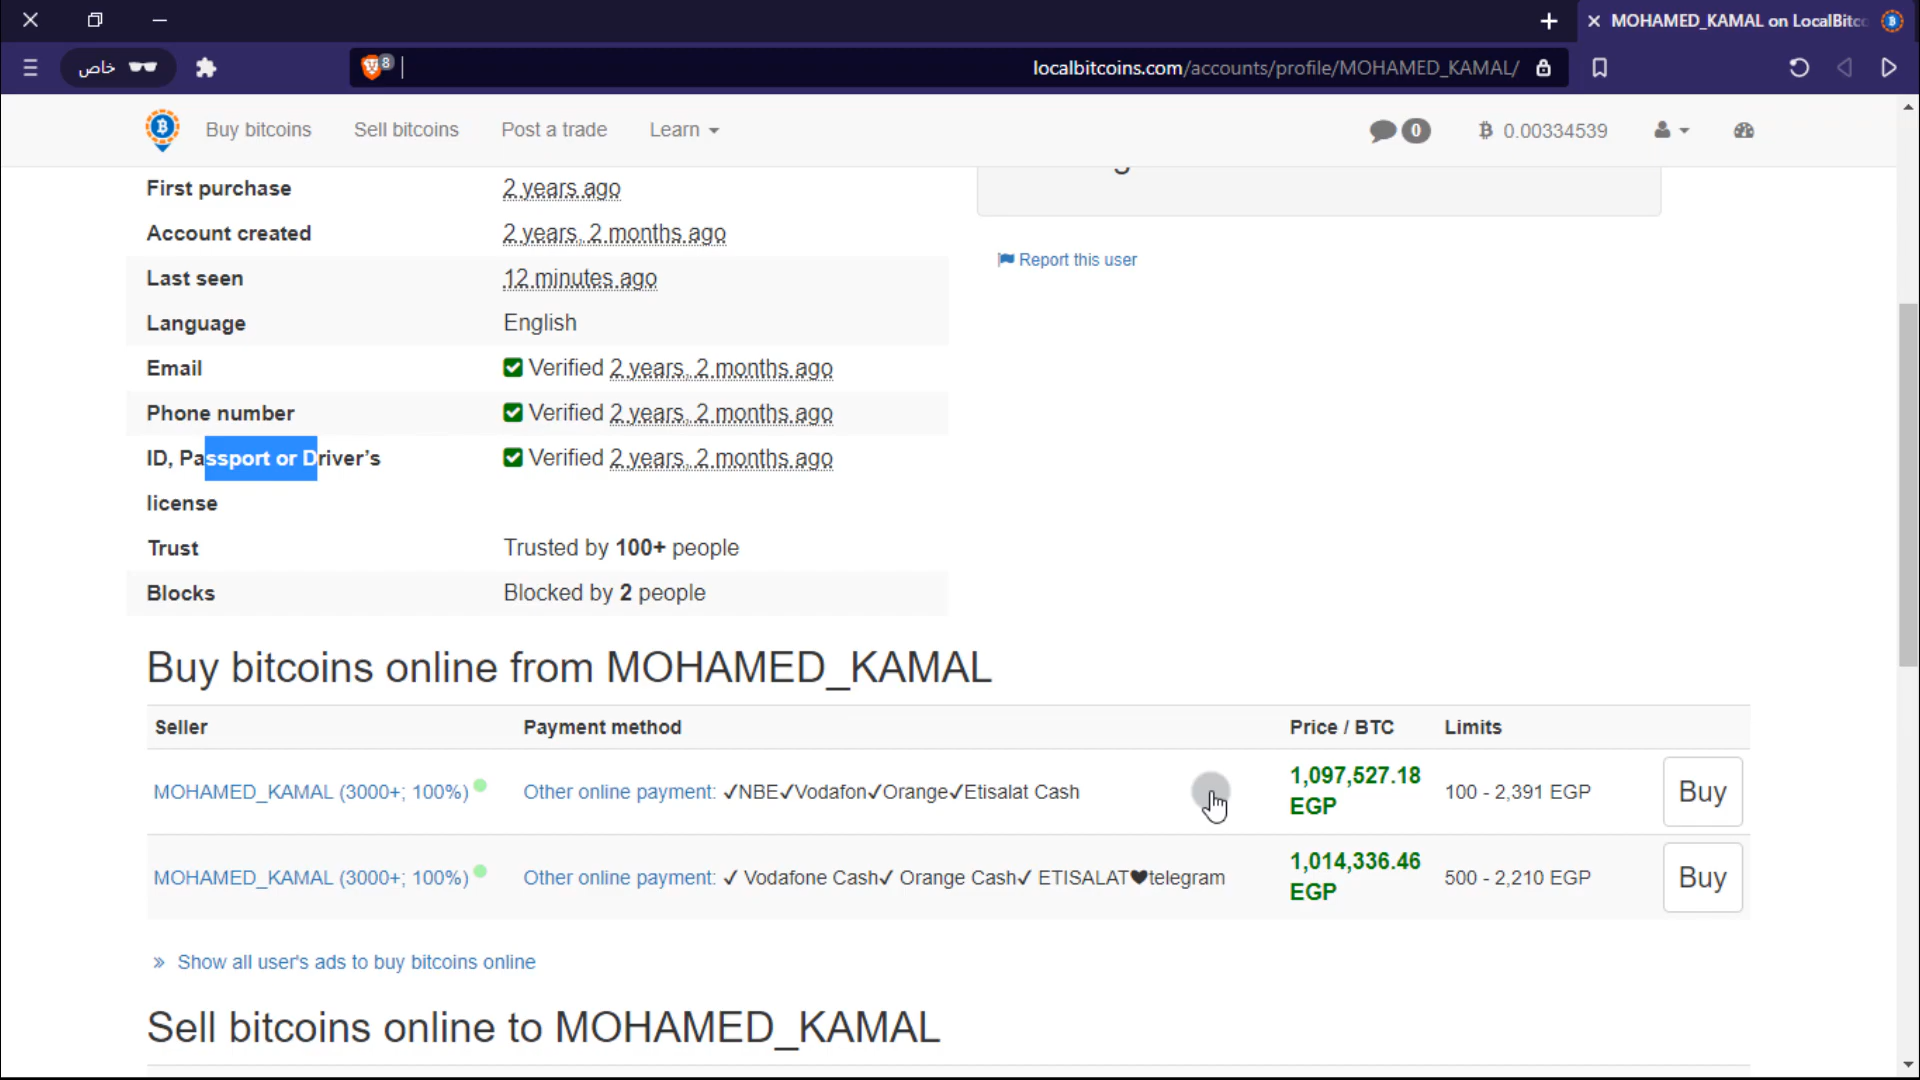 MOHAMED_KAMAL on LocalBitco
خاص
8
localbitcoins.com/accounts/profile/MOHAMED_KAMAL/
Buy bitcoins Sell bitcoins Post a trade Learn 0 0.00334539
First purchase 2 years ago
Account created 2 years, 2 months ago
Report this user
Last seen 12 minutes ago
Language English
Email Verified 2 years, 2 months ago
Phone number Verified 2 years, 2 months ago
ID, Passport or Driver’s Verified 2 years, 2 months ago
license
Trust Trusted by 100+ people
Blocks Blocked by 2 people
Buy bitcoins online from MOHAMED_KAMAL
Seller Payment method Price / BTC Limits
MOHAMED_KAMAL (3000+; 100%) Other online payment: ✓NBE✓Vodafon✓Orange✓Etisalat Cash 1,097,527.18 EGP 100 - 2,391 EGP Buy
MOHAMED_KAMAL (3000+; 100%) Other online payment: ✓ Vodafone Cash✓ Orange Cash✓ ETISALAT♥telegram 1,014,336.46 EGP 500 - 2,210 EGP Buy
» Show all user's ads to buy bitcoins online
Sell bitcoins online to MOHAMED_KAMAL